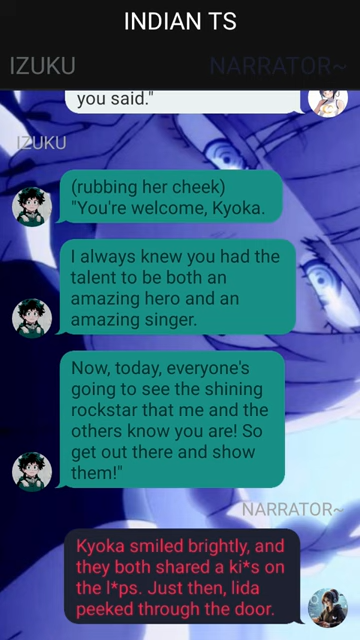 INDIAN TS
IZUKU
NARRATOR~
you said."
IZUKU
(rubbing her cheek)
"You're welcome, Kyoka.
I always knew you had the
talent to be both an
amazing hero and an
amazing singer.
Now, today, everyone's
going to see the shining
rockstar that me and the
others know you are! So
get out there and show
them!"
NARRATOR~
Kyoka smiled brightly, and
they both shared a ki*s on
the l*ps. Just then, Iida
peeked through the door.